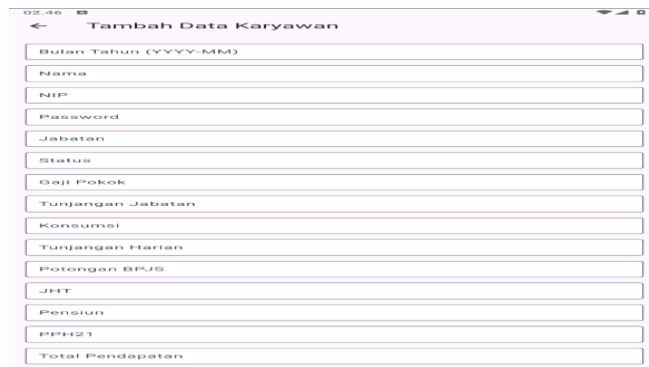 02.46
← Tambah Data Karyawan
Bulan Tahun (YYYY-MM)
Nama
NIP
Password
Jabatan
Status
Gaji Pokok
Tunjangan Jabatan
Konsumsi
Tunjangan Harian
Potongan BPJS
JHT
Pensiun
PPH21
Total Pendapatan